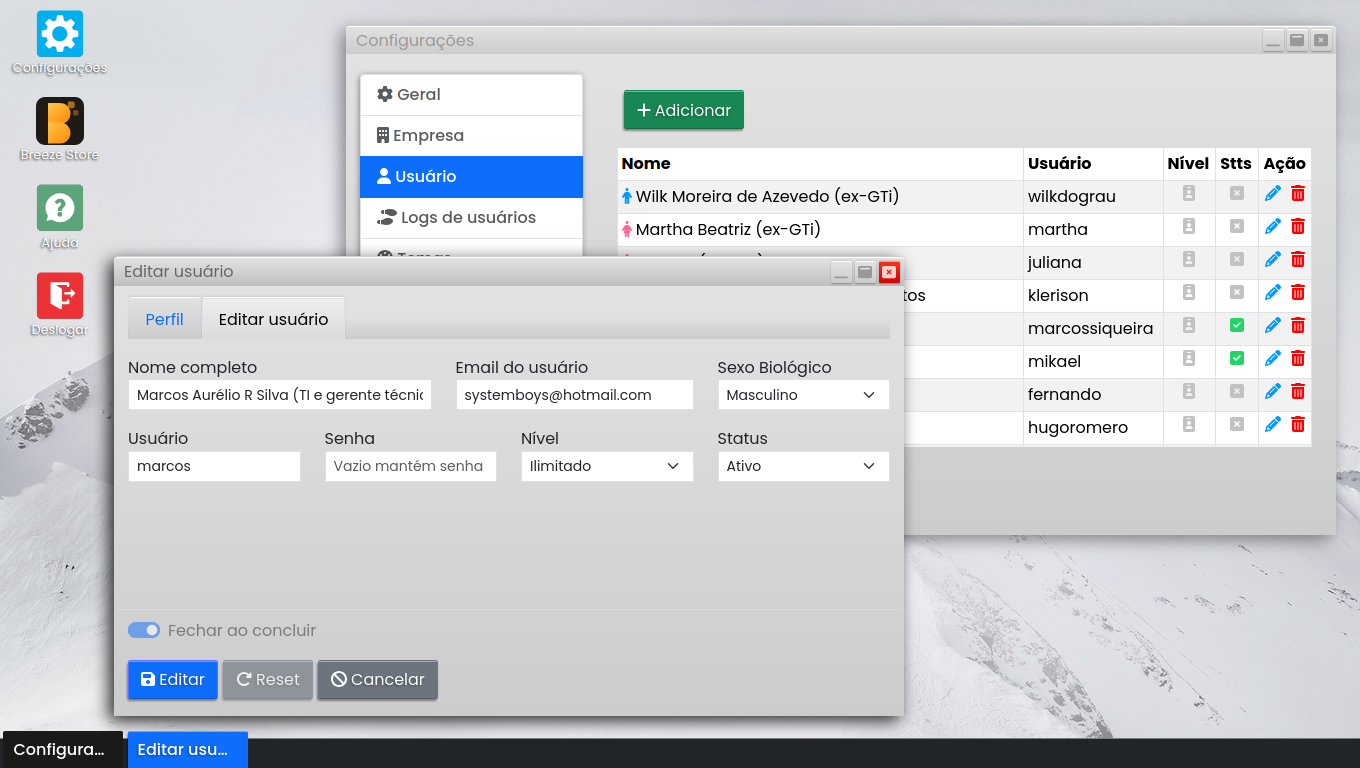 Configurações
Breeze Store
Ajuda
Deslogar
Configurações
Geral
Empresa
Usuário
Logs de usuários
Adicionar
Nome Usuário Nível Stts Ação
Wilk Moreira de Azevedo (ex-GTi) wilkdograu
Martha Beatriz (ex-GTi) martha
juliana
tos klerison
marcossiqueira
mikael
fernando
hugoromero
Editar usuário
Perfil Editar usuário
Nome completo Email do usuário Sexo Biológico
Marcos Aurélio R Silva (TI e gerente técnic systemboys@hotmail.com Masculino
Usuário Senha Nível Status
marcos Vazio mantém senha Ilimitado Ativo
Fechar ao concluir
Editar Reset Cancelar
Configura... Editar usu...